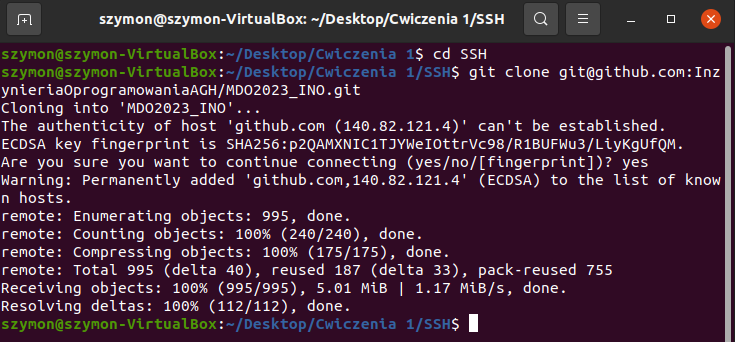 szymon@szymon-VirtualBox: ~/Desktop/Cwiczenia 1/SSH
szymon@szymon-VirtualBox:~/Desktop/Cwiczenia 1$ cd SSH
szymon@szymon-VirtualBox:~/Desktop/Cwiczenia 1/SSH$ git clone git@github.com:Inz
ynieriaOprogramowaniaAGH/MDO2023_INO.git
Cloning into 'MDO2023_INO'...
The authenticity of host 'github.com (140.82.121.4)' can't be established.
ECDSA key fingerprint is SHA256:p2QAMXNIC1TJYWeIOttrVc98/R1BUFWu3/LiyKgUfQM.
Are you sure you want to continue connecting (yes/no/[fingerprint])? yes
Warning: Permanently added 'github.com,140.82.121.4' (ECDSA) to the list of know
n hosts.
remote: Enumerating objects: 995, done.
remote: Counting objects: 100% (240/240), done.
remote: Compressing objects: 100% (175/175), done.
remote: Total 995 (delta 40), reused 187 (delta 33), pack-reused 755
Receiving objects: 100% (995/995), 5.01 MiB | 1.17 MiB/s, done.
Resolving deltas: 100% (112/112), done.
szymon@szymon-VirtualBox:~/Desktop/Cwiczenia 1/SSH$